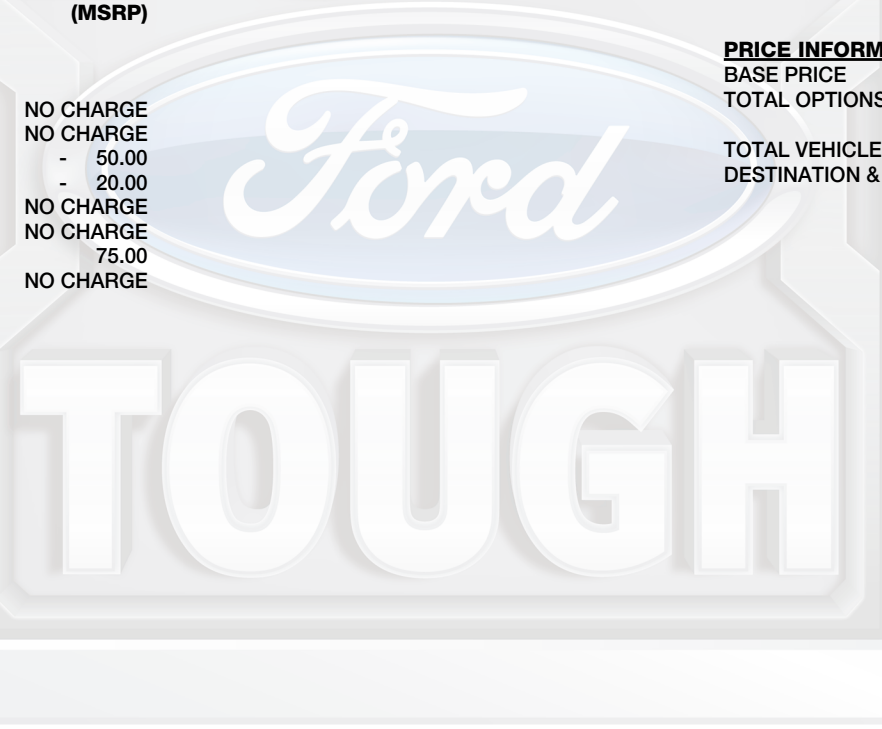 (MSRP)
NO CHARGE
NO CHARGE
- 50.00
- 20.00
NO CHARGE
NO CHARGE
75.00
NO CHARGE
PRICE INFORM
BASE PRICE
TOTAL OPTIONS
TOTAL VEHICLE
DESTINATION &
Ford
TOUGH